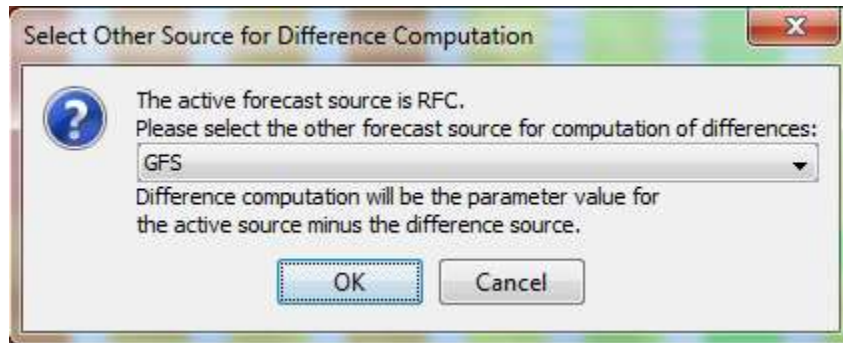 Select Other Source for Difference Computation
The active forecast source is RFC.
Please select the other forecast source for computation of differences:
GFS
Difference computation will be the parameter value for
the active source minus the difference source.
OK
Cancel